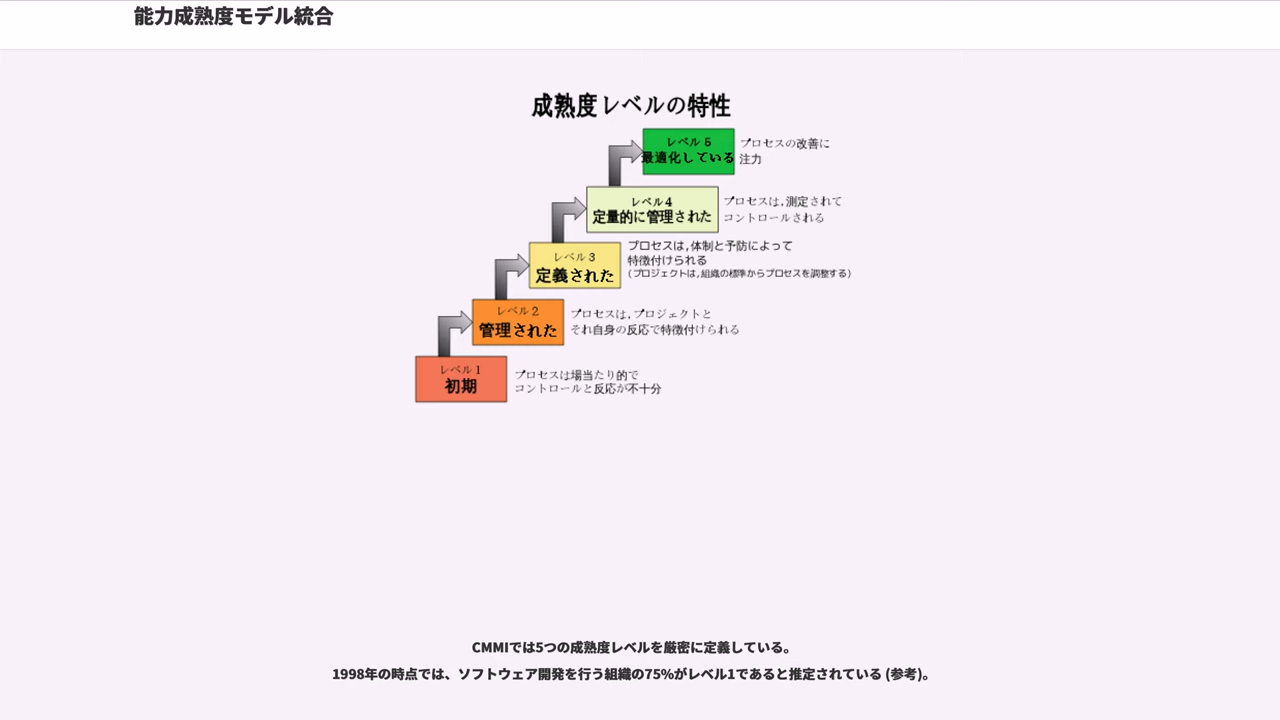 能力成熟度モデル統合
成熟度レベルの特性
レベル 5
最適化している
プロセスの改善に
注力
レベル 4
定量的に管理された
プロセスは, 測定されて
コントロールされる
レベル 3
定義された
プロセスは, 体制と予防によって
特徴付けられる
(プロジェクトは, 組織の標準からプロセスを調整する)
レベル 2
管理された
プロセスは, プロジェクトと
それ自身の反応で特徴付けられる
レベル 1
初期
プロセスは場当たり的で
コントロールと反応が不十分
CMMIでは5つの成熟度レベルを厳密に定義している。
1998年の時点では、ソフトウェア開発を行う組織の75%がレベル1であると推定されている (参考)。